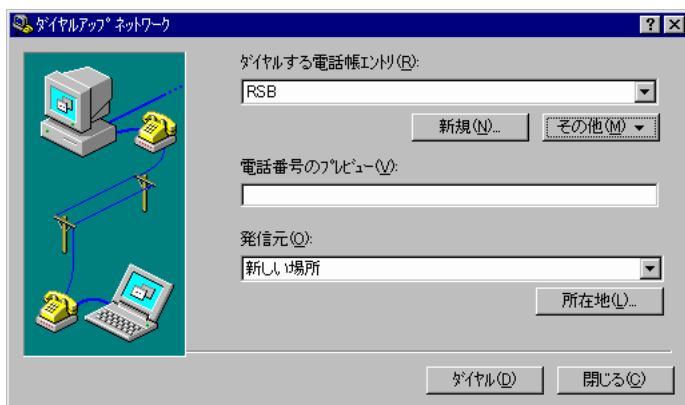 ﾀﾞｲﾔﾙｱｯﾌﾟ ﾈｯﾄﾜｰｸ
ﾀﾞｲﾔﾙする電話帳ｴﾝﾄﾘ(R):
RSB
新規(N)...
その他(M)
電話番号のﾌﾟﾚﾋﾞｭｰ(V):
発信元(O):
新しい場所
所在地(L)...
ﾀﾞｲﾔﾙ(D)
閉じる(C)